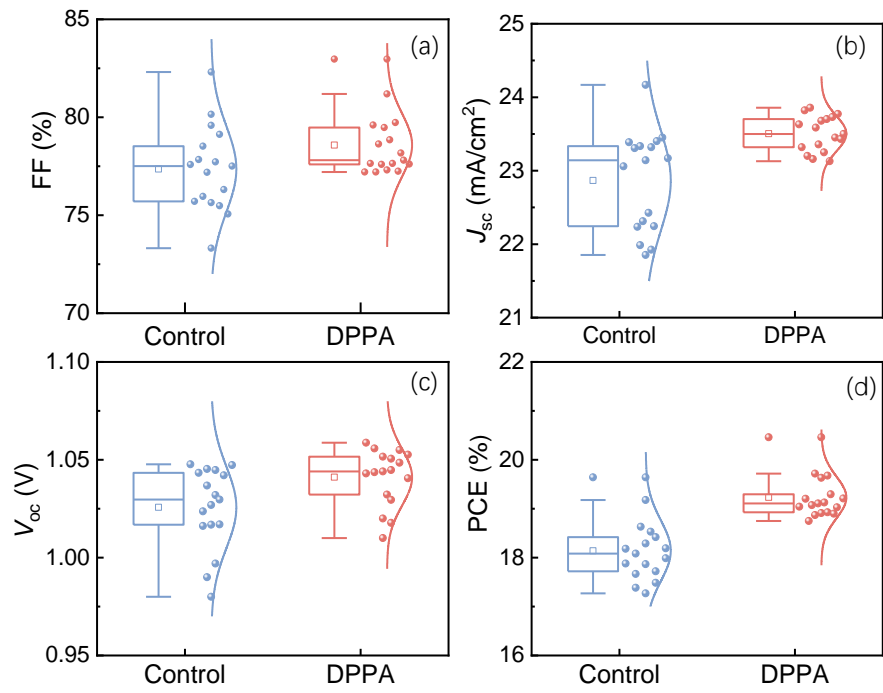 (a)
FF (%)
85
80
75
70
Control
DPPA
(b)
Jsc (mA/cm²)
25
24
23
22
21
Control
DPPA
(c)
Voc (V)
1.10
1.05
1.00
0.95
Control
DPPA
(d)
PCE (%)
22
20
18
16
Control
DPPA